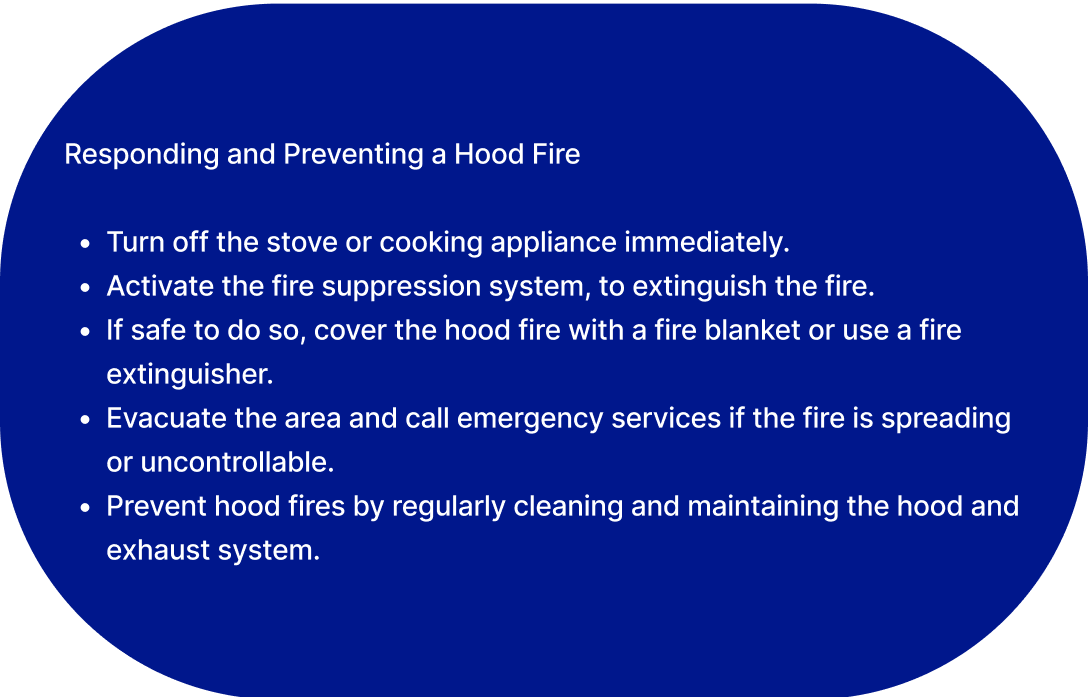 Responding and Preventing a Hood Fire
• Turn off the stove or cooking appliance immediately.
• Activate the fire suppression system, to extinguish the fire.
• If safe to do so, cover the hood fire with a fire blanket or use a fire
extinguisher.
• Evacuate the area and call emergency services if the fire is spreading
or uncontrollable.
• Prevent hood fires by regularly cleaning and maintaining the hood and
exhaust system.